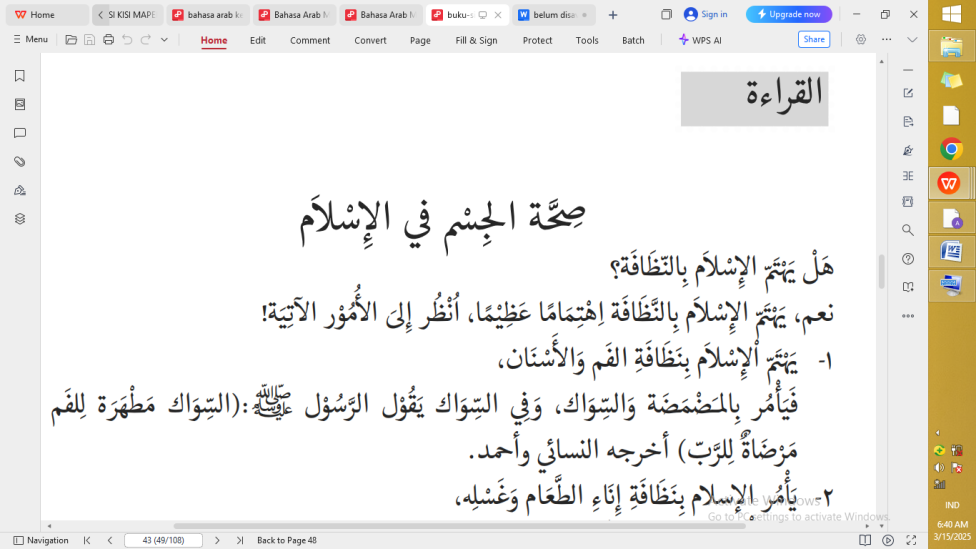 Home
SI KISI MAPE
bahasa arab k
Bahasa Arab M
Bahasa Arab M
buku-s
belum disa
Sign in
Upgrade now
Menu
Home
Edit
Comment
Convert
Page
Fill & Sign
Protect
Tools
Batch
WPS AI
Share
القراءة
صِحَّة الجِسْم في الإِسْلاَم
هَلْ يَهْتَمّ الإِسْلَام بِالنّظَافَة؟
نعم، يَهْتَمّ الإِسْلَام بِالنَّظَافَة اِهْتِمَامًا عَظِيْمًا، اُنْظُر إِلىَ الأُمُوْر الآتِيَة!
١- يَهْتَمّ اْلإِسْلَام بِنَظَافَةِ الفَم وَالأَسْنَان،
فَيَأْمُر بِالمَضْمَضَة وَالسِّوَاك، وَفِي السِّوَاك يَقُوْل الرَّسُوْل ﷺ:(السِّوَاك مَطْهَرَة لِلفَم
مَرْضَاةٌ لِلرَّبّ) أخرجه النسائي وأحمد.
٢- يَأْمُر الإِسلام بِنَظَافَةِ إِنَاءِ الطَّعَام وَغَسْلِه،
Activate Windows
Go to PC settings to activate Windows.
Navigation
43 (49/108)
Back to Page 48
IND
6:40 AM
3/15/2025